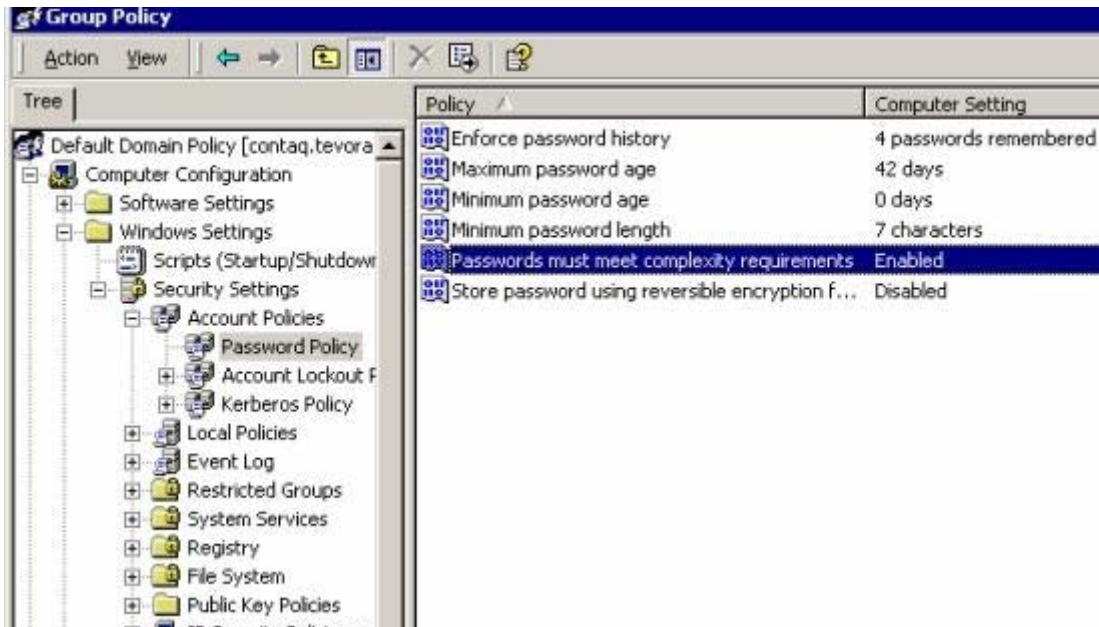 Group Policy
Action View
Tree
Policy Computer Setting
Default Domain Policy [contaq.tevora
Computer Configuration
Software Settings
Windows Settings
Scripts (Startup/Shutdow
Security Settings
Account Policies
Password Policy
Account Lockout P
Kerberos Policy
Local Policies
Event Log
Restricted Groups
System Services
Registry
File System
Public Key Policies
Enforce password history 4 passwords remembered
Maximum password age 42 days
Minimum password age 0 days
Minimum password length 7 characters
Passwords must meet complexity requirements Enabled
Store password using reversible encryption f... Disabled